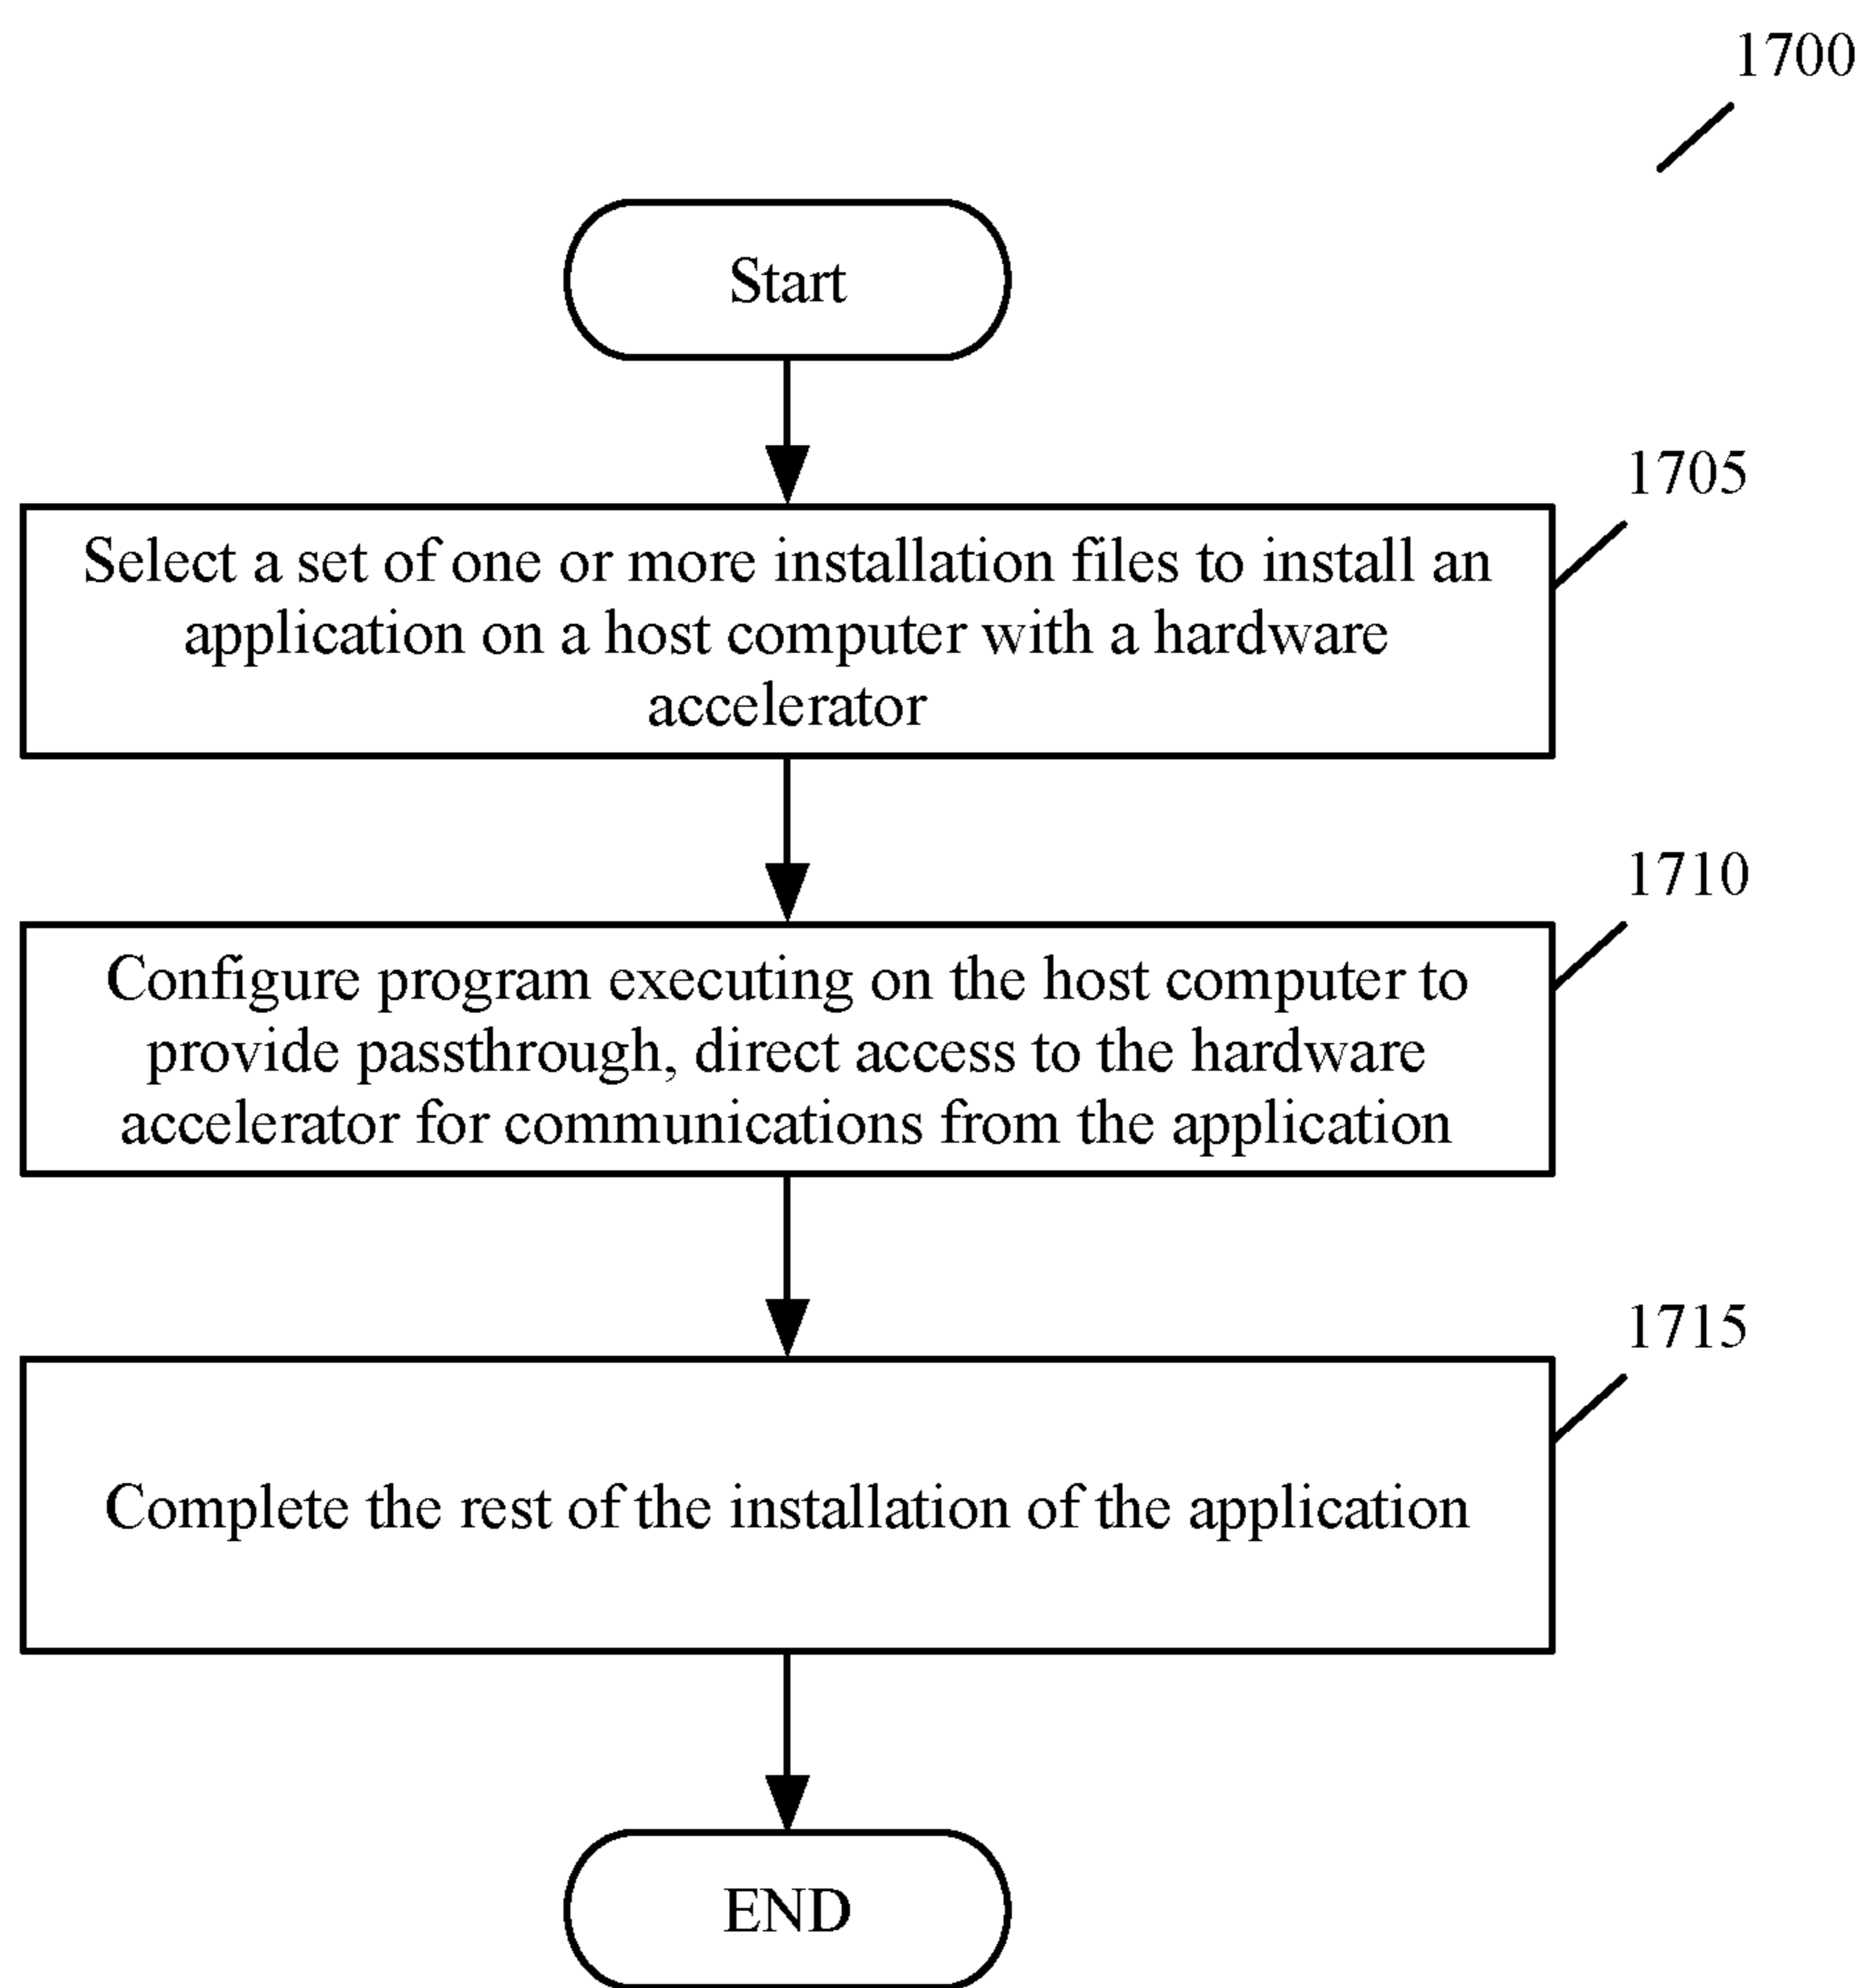 1700
Start
1705
Select a set of one or more installation files to install an
application on a host computer with a hardware
accelerator
1710
Configure program executing on the host computer to
provide passthrough, direct access to the hardware
accelerator for communications from the application
1715
Complete the rest of the installation of the application
END